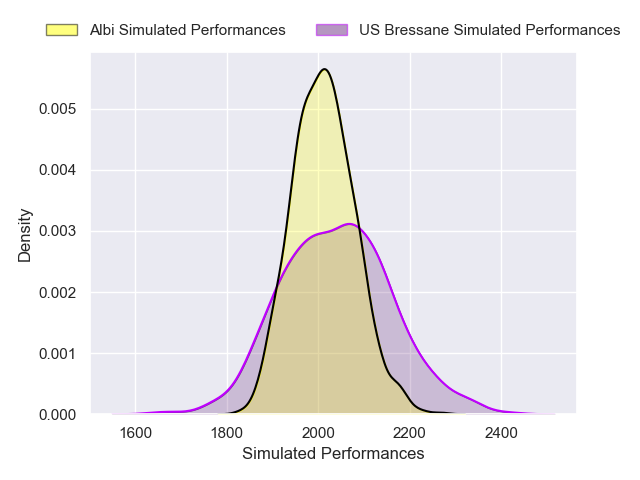 Albi Simulated Performances
US Bressane Simulated Performances
0.005
0.004
0.003
0.002
0.001
0.000
Density
1600
1800
2000
2200
2400
Simulated Performances